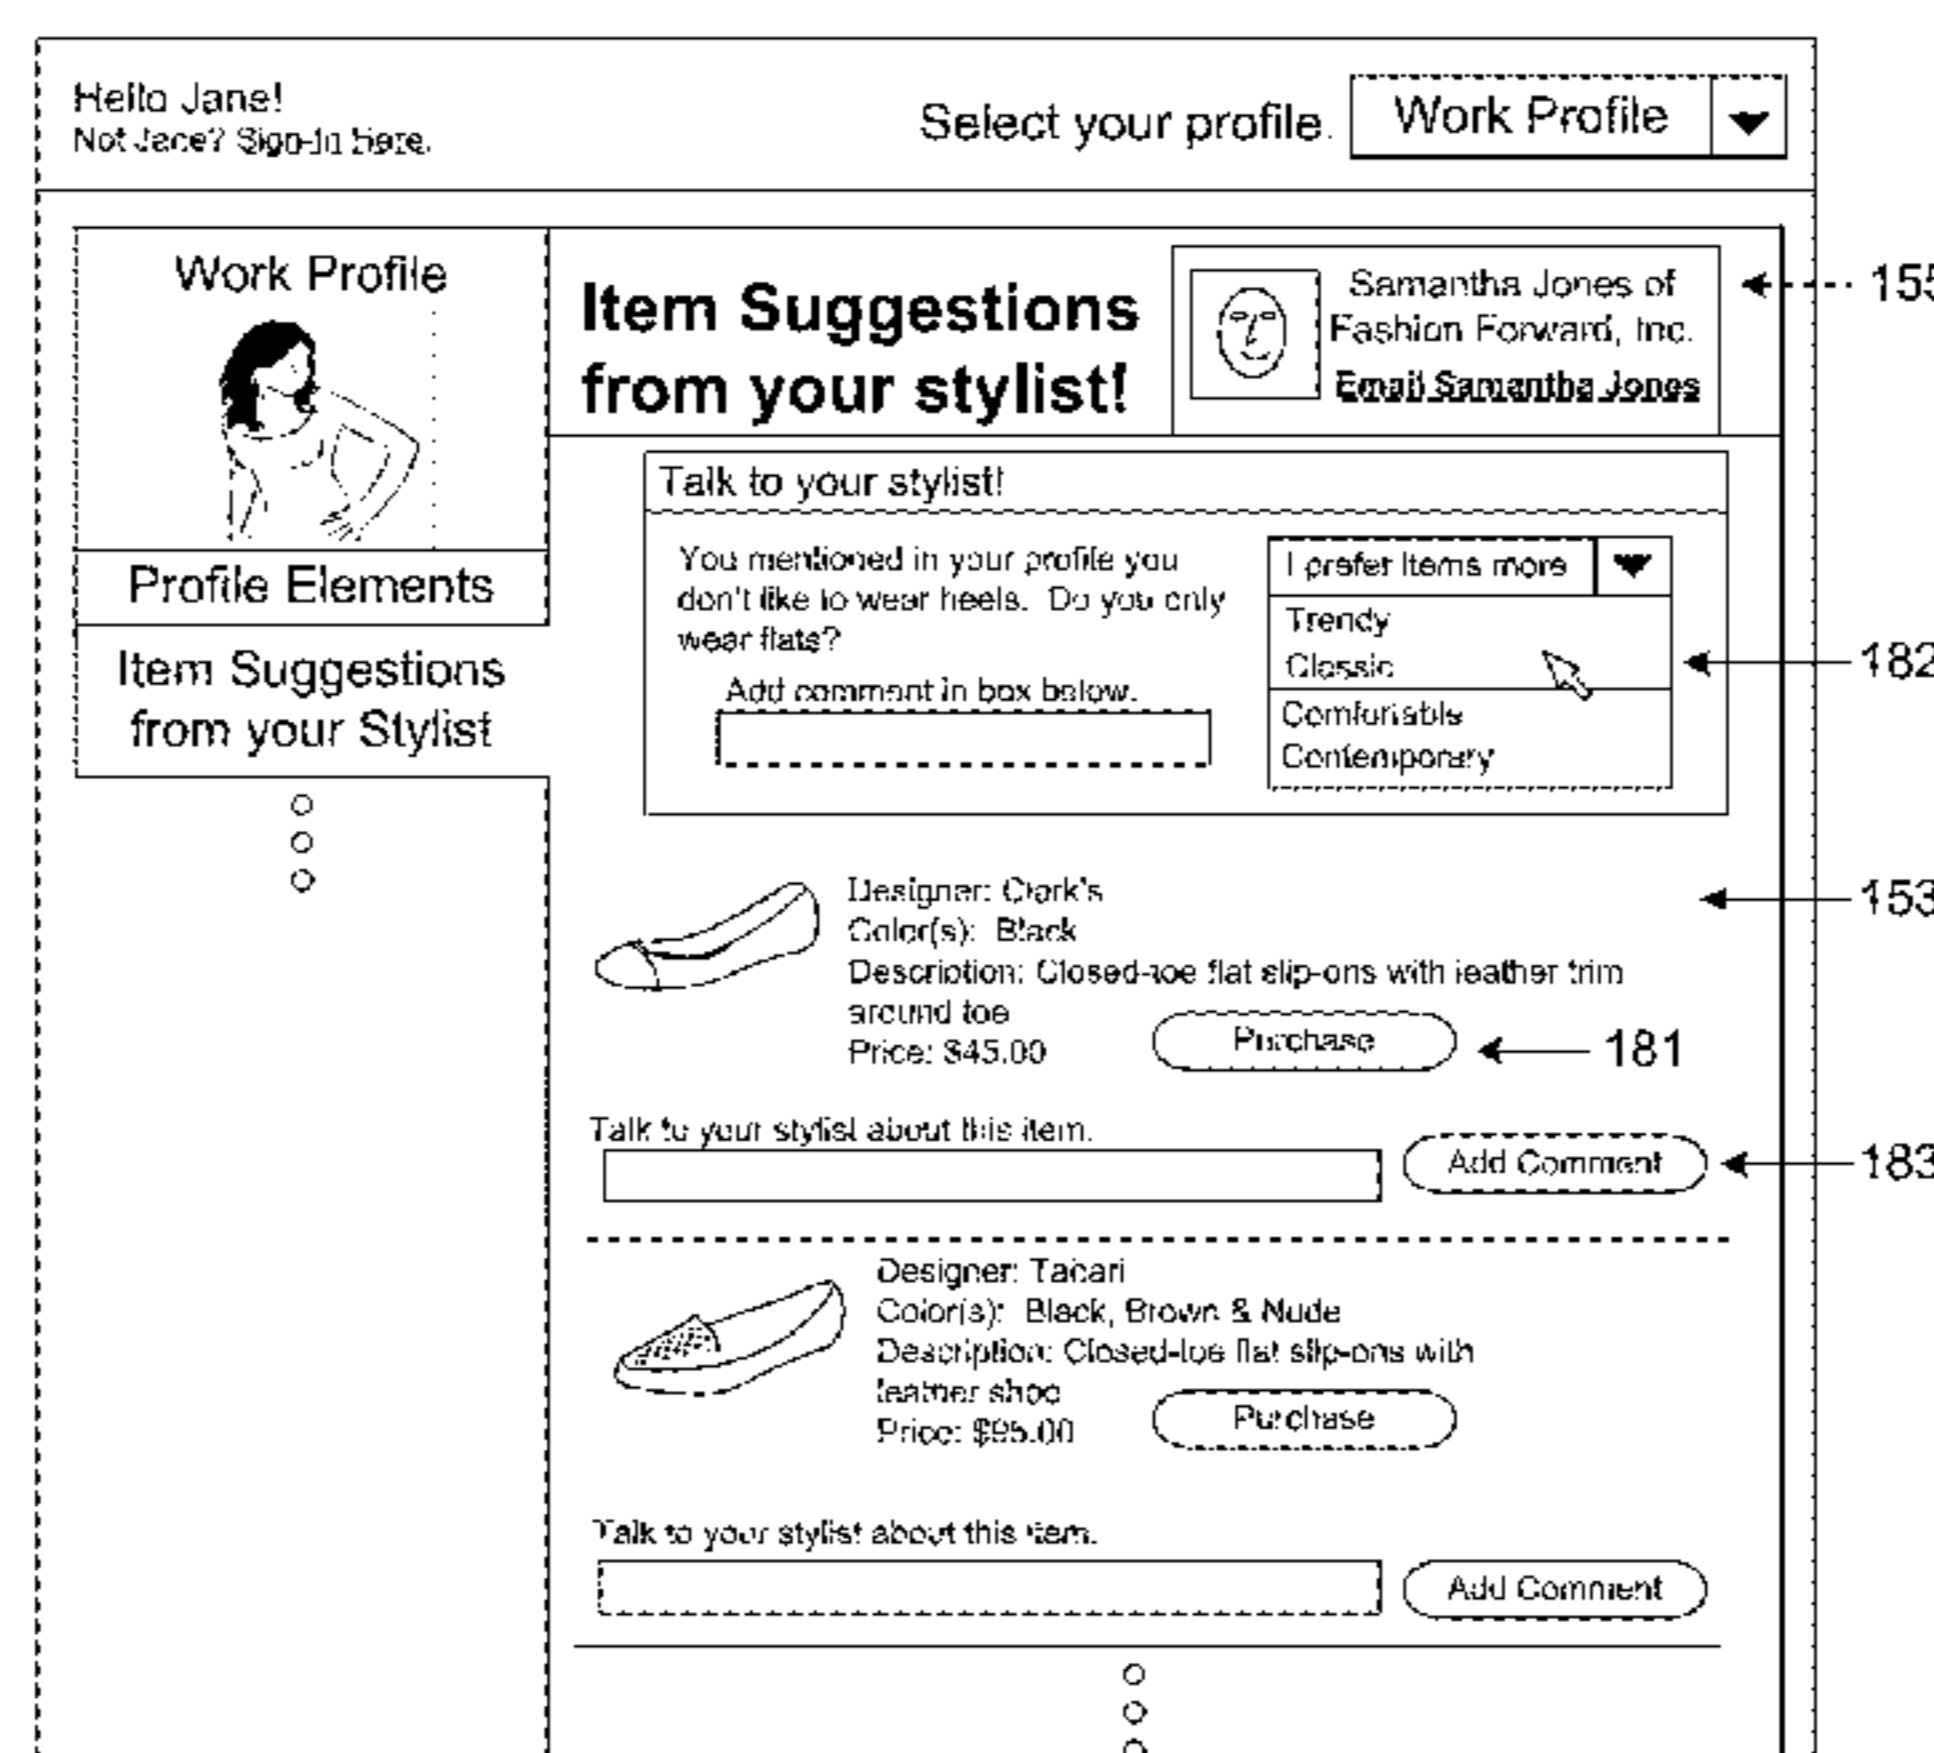 Hello Jane!
Not Jane? Sign-In here.
Select your profile.
Work Profile
Work Profile
Profile Elements
Item Suggestions
from your Stylist
Item Suggestions
from your stylist!
Samantha Jones of
Fashion Forward, Inc.
Email Samantha Jones
155
Talk to your stylist!
You mentioned in your profile you
don't like to wear heels. Do you only
wear flats?
Add comment in box below.
I prefer items more
Trendy
Classic
Comfortable
Contemporary
182
153
Designer: Clark's
Color(s): Black
Description: Closed-toe flat slip-ons with leather trim
around toe
Price: $45.00
Purchase
181
Talk to your stylist about this item.
Add Comment
183
Designer: Tacari
Color(s): Black, Brown & Nude
Description: Closed-toe flat slip-ons with
leather
Price: $95.00
Purchase
Talk to your stylist about this item.
Add Comment